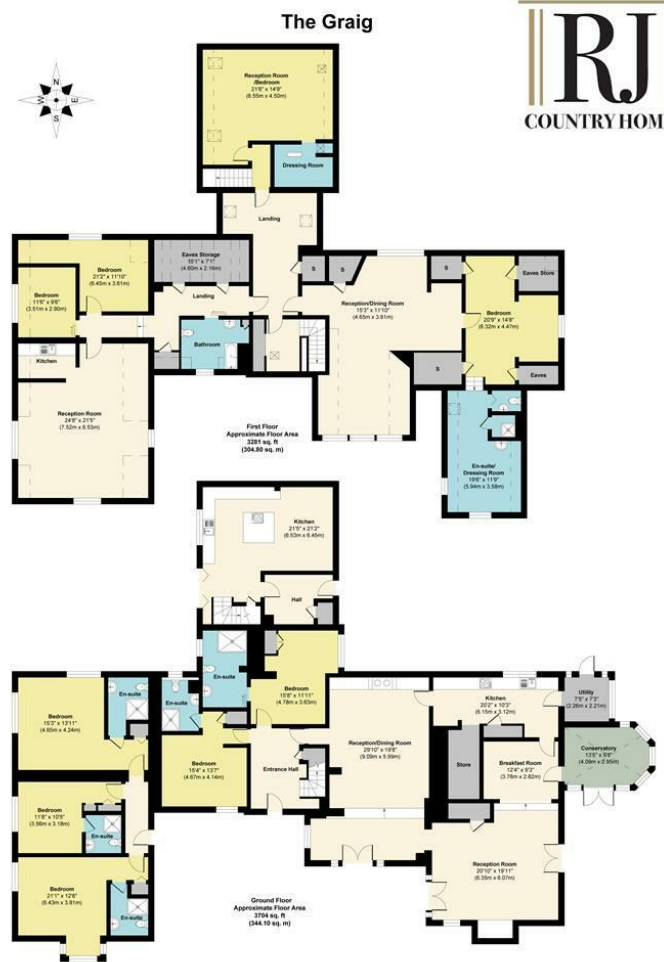 The Graig
RJ
COUNTRY HOM
N
W
E
S
Reception Room
/Bedroom
21'6" x 14'9"
(6.55m x 4.50m)
Dressing Room
Landing
Bedroom
21'2" x 11'10"
(6.45m x 3.61m)
Eaves Storage
15'1" x 7'1"
(4.60m x 2.16m)
Bedroom
11'6" x 9'6"
(3.51m x 2.90m)
Landing
S
S
S
Reception/Dining Room
15'3" x 11'10"
(4.65m x 3.61m)
Bedroom
20'9" x 14'8"
(6.32m x 4.47m)
Eaves Store
Kitchen
Bathroom
S
Eaves
Reception Room
24'8" x 21'5"
(7.52m x 6.53m)
First Floor
Approximate Floor Area
3281 sq. ft
(304.80 sq. m)
En-suite/
Dressing Room
19'6" x 11'9"
(5.94m x 3.58m)
Kitchen
21'5" x 21'2"
(6.53m x 6.45m)
Hall
Bedroom
15'3" x 13'11"
(4.65m x 4.24m)
En-suite
En-suite
En-suite
Bedroom
15'8" x 11'11"
(4.78m x 3.63m)
Kitchen
20'2" x 10'3"
(6.15m x 3.12m)
Utility
7'5" x 7'3"
(2.26m x 2.21m)
Reception/Dining Room
29'10" x 19'8"
(9.09m x 5.99m)
Bedroom
15'4" x 13'7"
(4.67m x 4.14m)
Entrance Hall
Store
Breakfast Room
12'4" x 9'3"
(3.76m x 2.82m)
Conservatory
13'5" x 9'8"
(4.09m x 2.95m)
Bedroom
11'8" x 10'5"
(3.56m x 3.18m)
En-suite
Bedroom
21'1" x 12'6"
(6.43m x 3.81m)
En-suite
Reception Room
20'10" x 19'11"
(6.35m x 6.07m)
Ground Floor
Approximate Floor Area
3704 sq. ft
(344.10 sq. m)